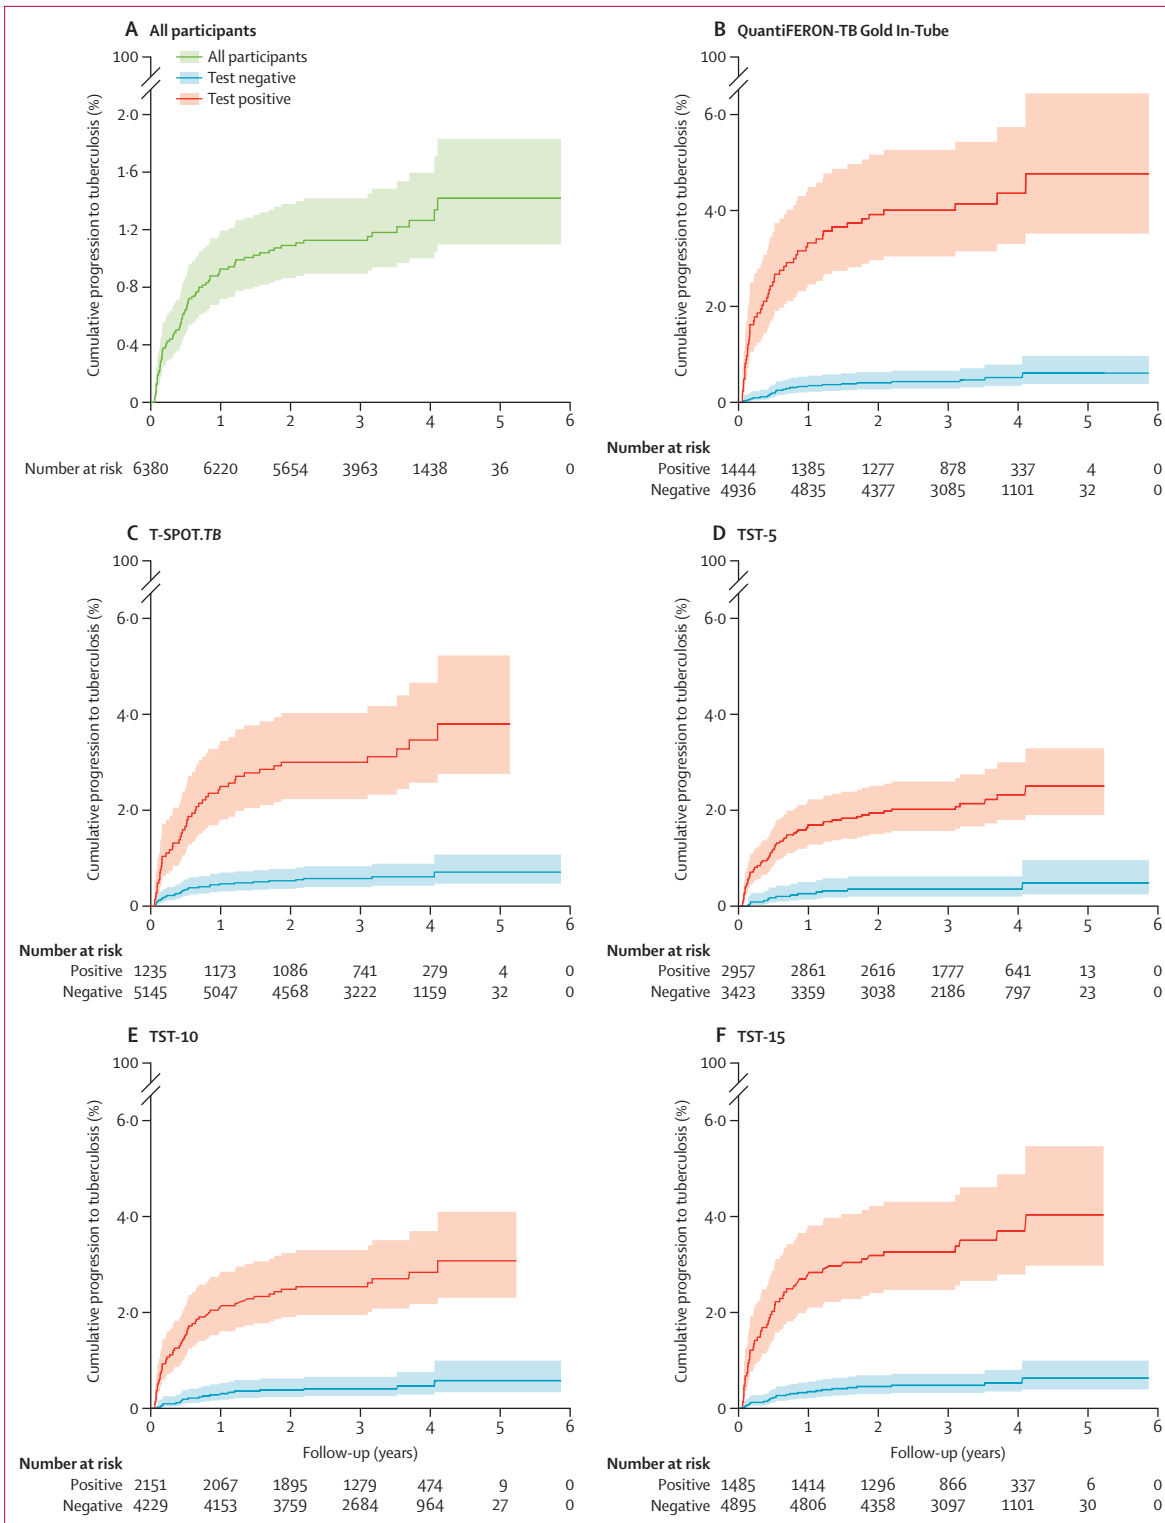 A All participants
100
2·0
1·6
1·2
0·8
0·4
0
Cumulative progression to tuberculosis (%)
All participants
Test negative
Test positive
0 1 2 3 4 5 6
Number at risk 6380 6220 5654 3963 1438 36 0
B QuantiFERON-TB Gold In-Tube
100
6·0
4·0
2·0
0
Cumulative progression to tuberculosis (%)
0 1 2 3 4 5 6
Number at risk
Positive 1444 1385 1277 878 337 4 0
Negative 4936 4835 4377 3085 1101 32 0
C T-SPOT.TB
100
6·0
4·0
2·0
0
Cumulative progression to tuberculosis (%)
0 1 2 3 4 5 6
Number at risk
Positive 1235 1173 1086 741 279 4 0
Negative 5145 5047 4568 3222 1159 32 0
D TST-5
100
6·0
4·0
2·0
0
Cumulative progression to tuberculosis (%)
0 1 2 3 4 5 6
Number at risk
Positive 2957 2861 2616 1777 641 13 0
Negative 3423 3359 3038 2186 797 23 0
E TST-10
100
6·0
4·0
2·0
0
Cumulative progression to tuberculosis (%)
0 1 2 3 4 5 6
Follow-up (years)
Number at risk
Positive 2151 2067 1895 1279 474 9 0
Negative 4229 4153 3759 2684 964 27 0
F TST-15
100
6·0
4·0
2·0
0
Cumulative progression to tuberculosis (%)
0 1 2 3 4 5 6
Follow-up (years)
Number at risk
Positive 1485 1414 1296 866 337 6 0
Negative 4895 4806 4358 3097 1101 30 0